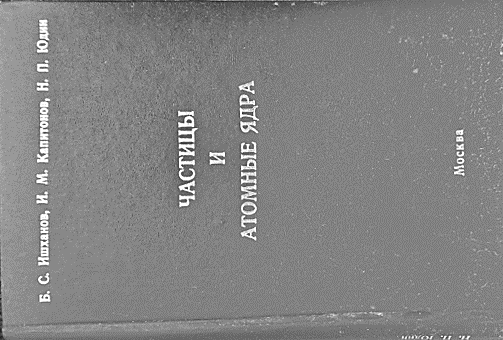 Б. С. Ишханов, И. М. Капитонов, Н. П. Юдин
ЧАСТИЦЫ
И
АТОМНЫЕ ЯДРА
Москва